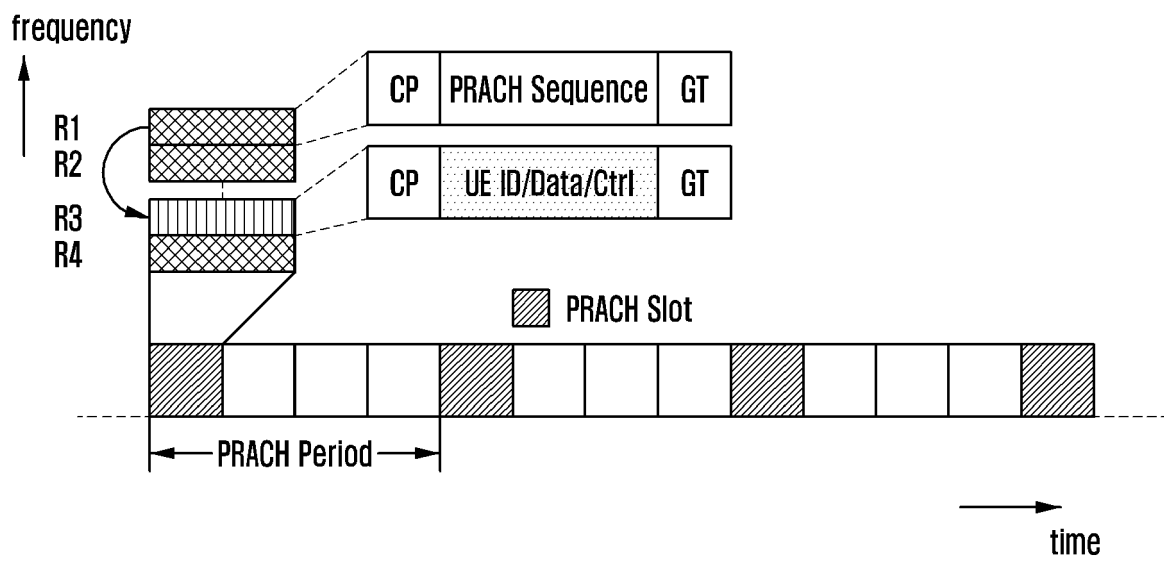 frequency
CP PRACH Sequence GT
R1
R2
CP UE ID/Data/Ctrl GT
R3
R4
PRACH Slot
PRACH Period
time